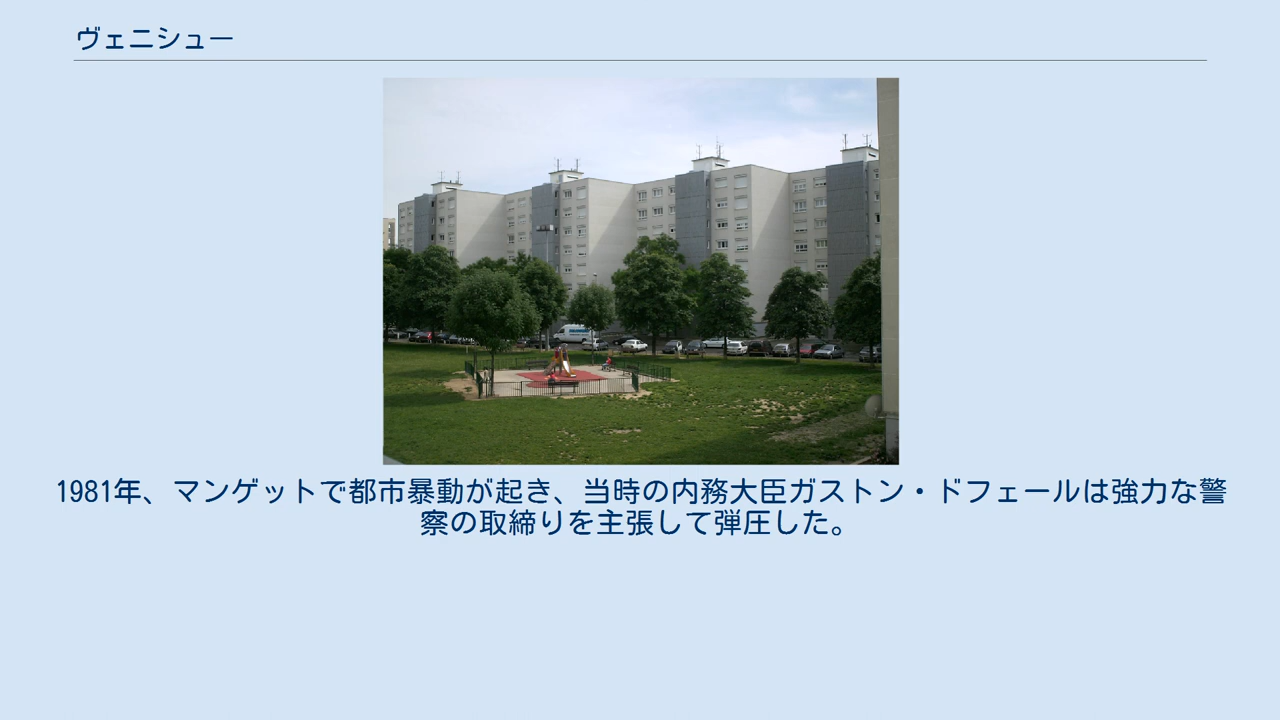 ヴェニシュー
1981年、マンゲットで都市暴動が起き、当時の内務大臣ガストン・ドフェールは強力な警
察の取締りを主張して弾圧した。